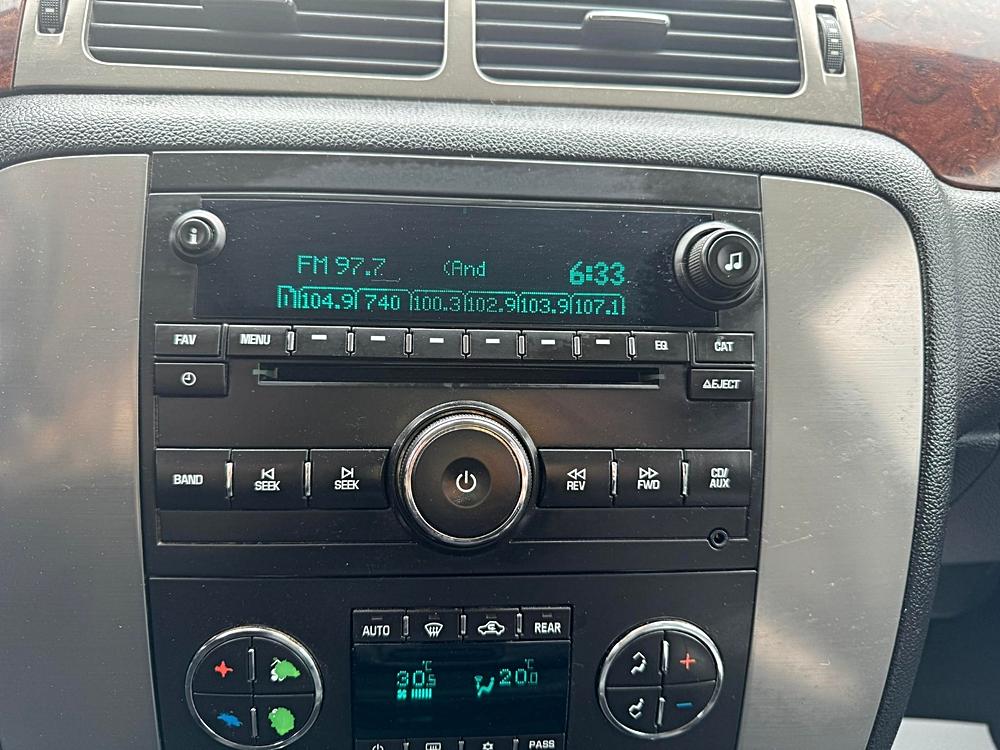 FM 97.7 (And 6:33
104.9 740 100.3 102.9 103.9 107.1
FAV MENU EQ CAT
EJECT
BAND SEEK SEEK REV FWD CD/AUX
AUTO REAR
30.5 °C 20.0 °C
PASS